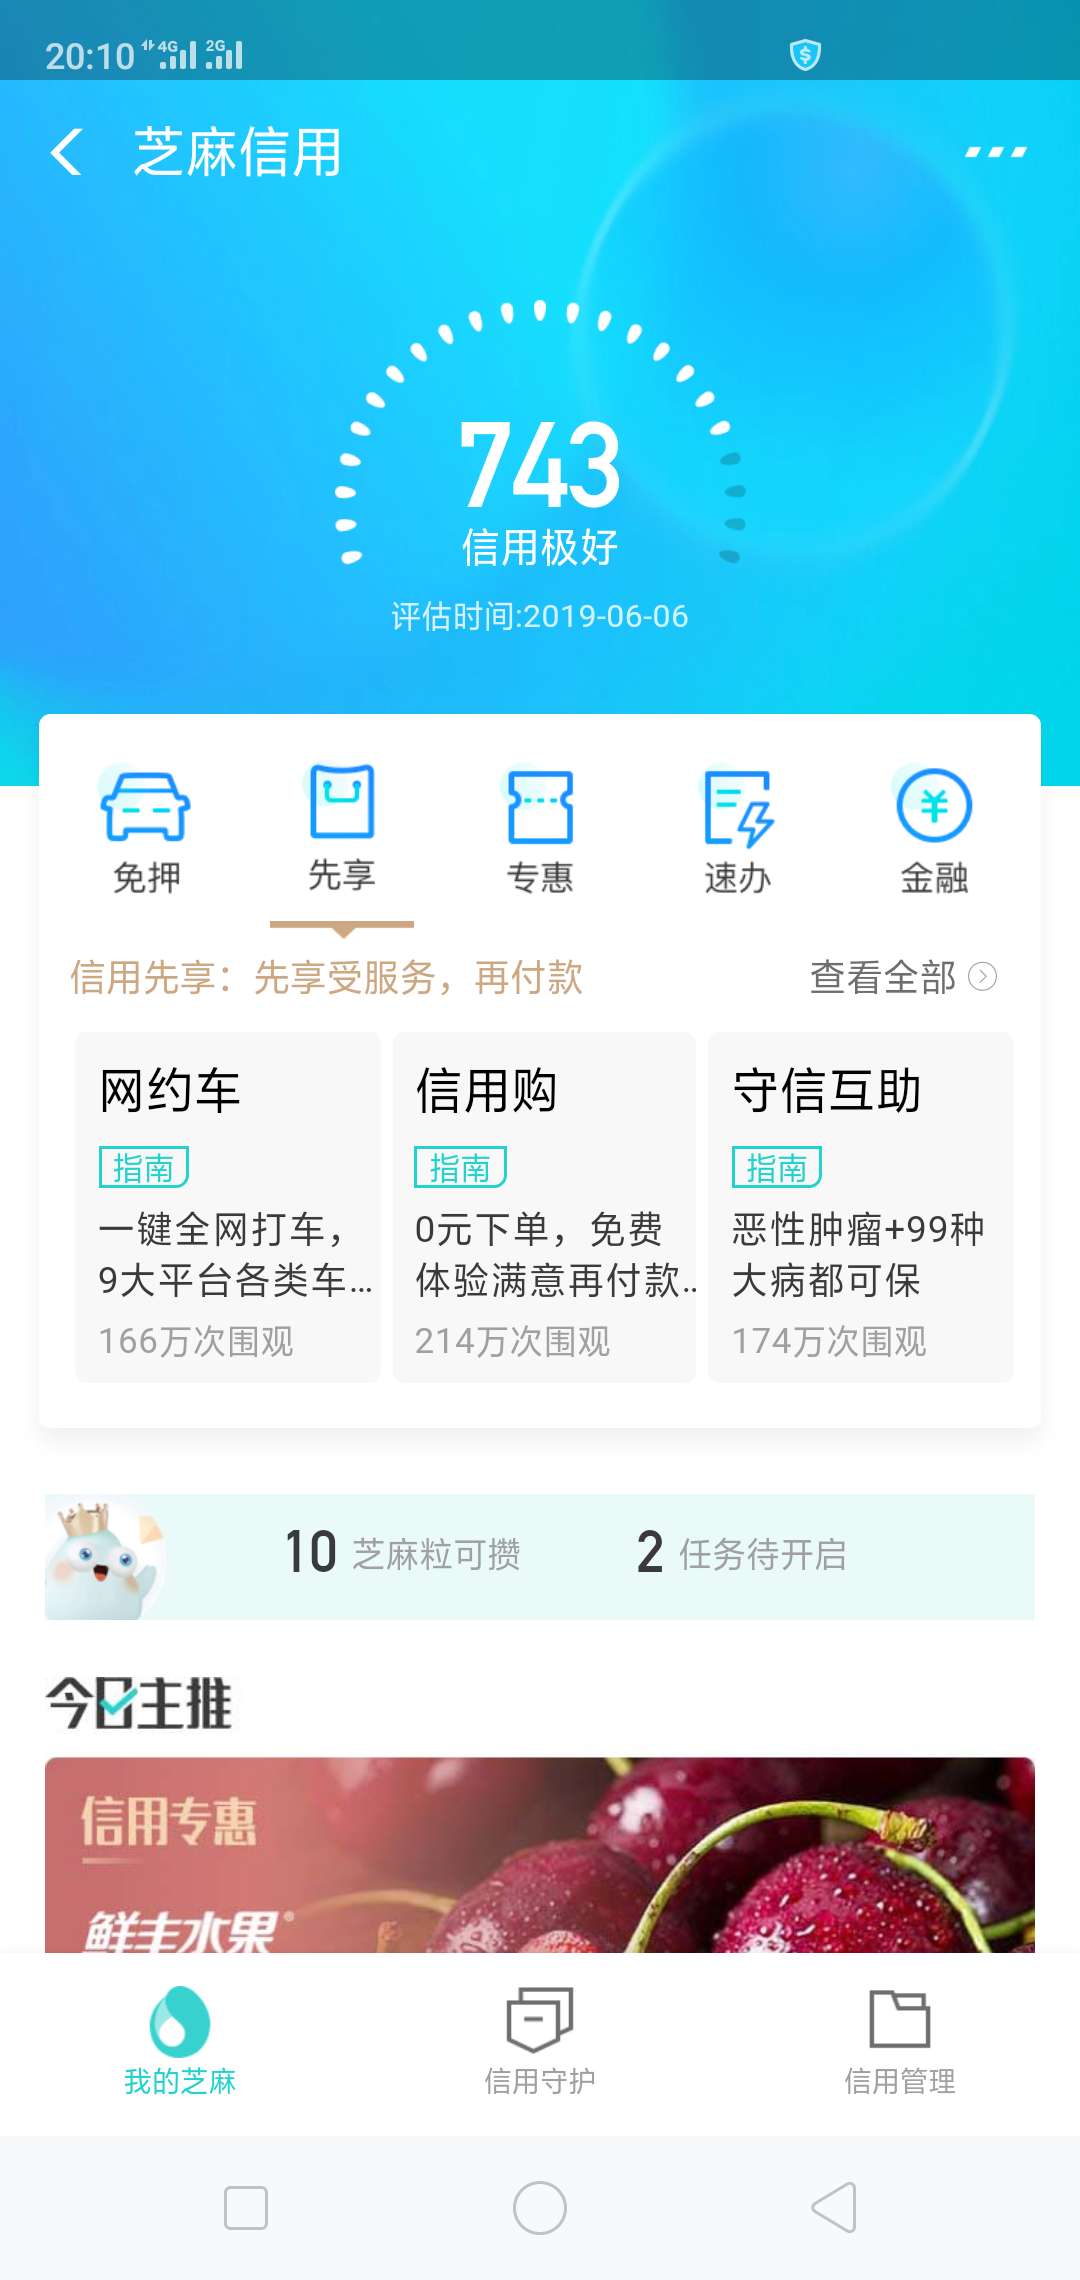 20:10 4G 2G
芝麻信用
743
信用极好
评估时间:2019-06-06
免押 先享 专惠 速办 金融
信用先享：先享受服务，再付款 查看全部
网约车 信用购 守信互助
指南 指南 指南
一键全网打车， 0元下单，免费 恶性肿瘤+99种
9大平台各类车... 体验满意再付款.. 大病都可保
166万次围观 214万次围观 174万次围观
10 芝麻粒可攒 2 任务待开启
今日主推
信用专惠
鲜丰水果®
我的芝麻 信用守护 信用管理